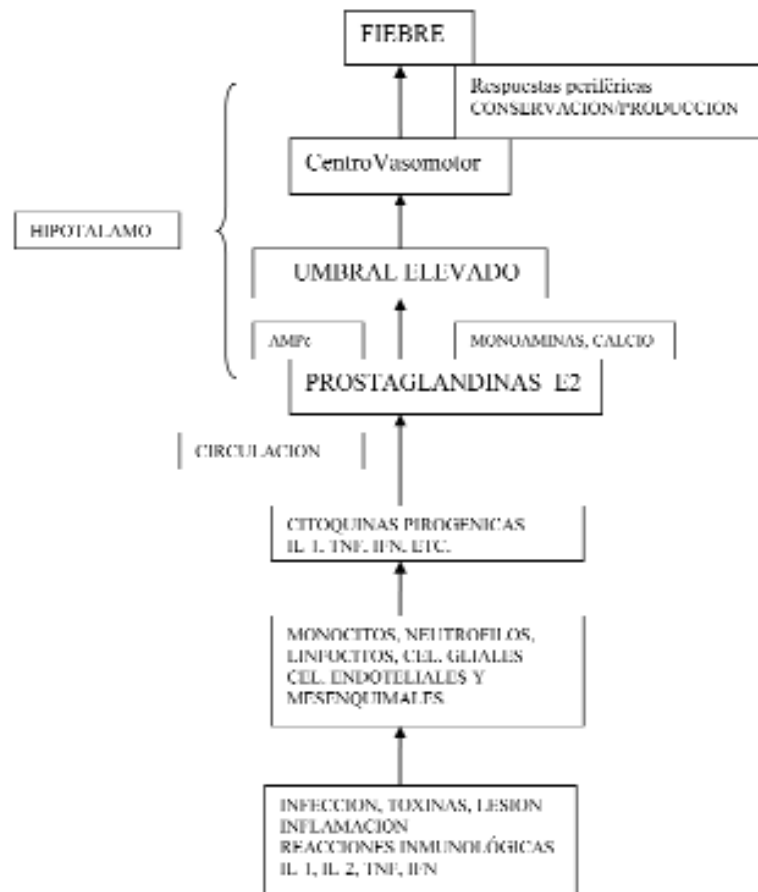 FIEBRE
Respuestas periféricas
CONSERVACION/PRODUCCION
CentroVasomotor
HIPOTALAMO
UMBRAL ELEVADO
AMPc
MONOAMINAS, CALCIO
PROSTAGLANDINAS E2
CIRCULACION
CITOQUINAS PIROGENICAS
IL 1, TNF, IFN, ETC.
MONOCITOS, NEUTROFILOS,
LINFOCITOS, CEL. GLIALES
CEL. ENDOTELIALES Y
MESENQUIMALES
INFECCION, TOXINAS, LESION
INFLAMACION
REACCIONES INMUNOLÓGICAS
IL 1, IL 2, TNF, IFN